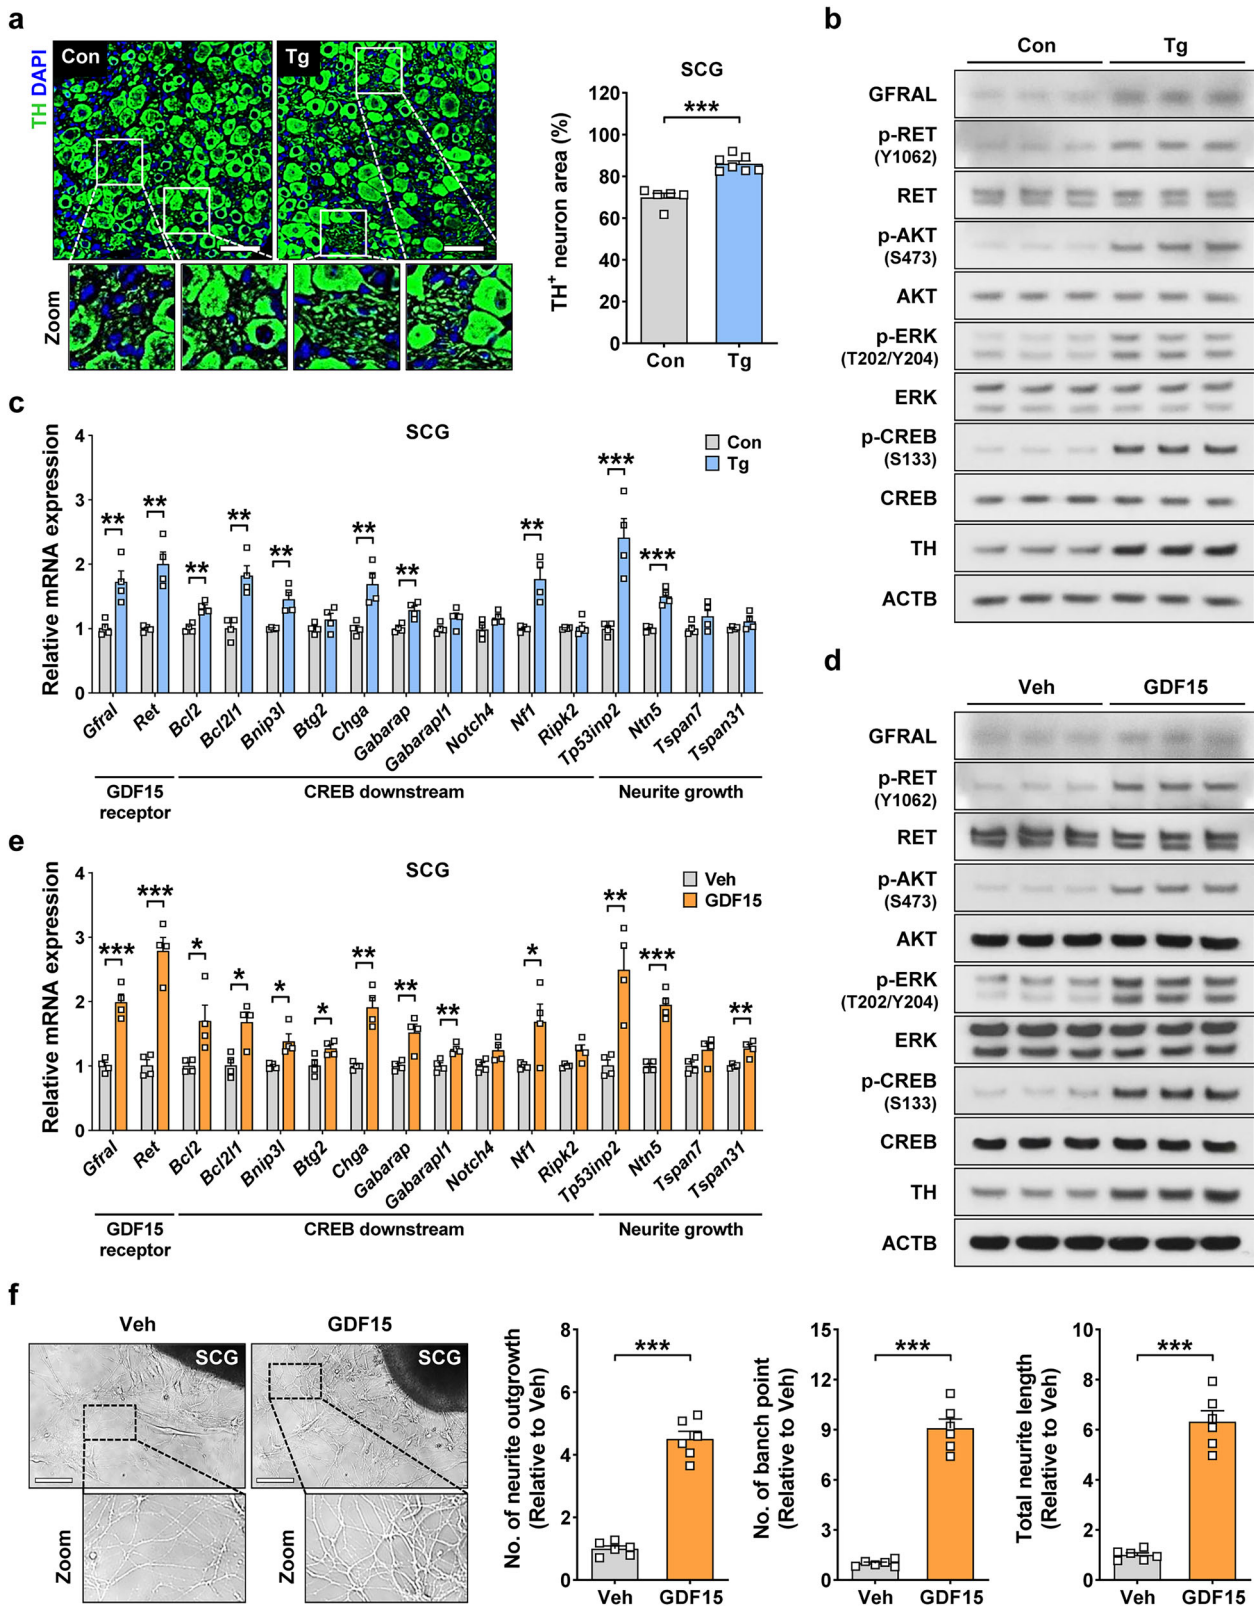 a
TH DAPI
Con
Tg
Zoom
SCG
***
TH+ neuron area (%)
120
100
80
60
40
20
0
Con
Tg
b
Con
Tg
GFRAL
p-RET
(Y1062)
RET
p-AKT
(S473)
AKT
p-ERK
(T202/Y204)
ERK
p-CREB
(S133)
CREB
TH
ACTB
c
SCG
Con
Tg
Relative mRNA expression
4
3
2
1
0
**
**
**
**
**
**
**
**
***
***
Gfral
Ret
Bcl2
Bcl2l1
Bnip3l
Btg2
Chga
Gabarap
Gabarapl1
Notch4
Nf1
Ripk2
Tp53inp2
Ntn5
Tspan7
Tspan31
GDF15
receptor
CREB downstream
Neurite growth
d
Veh
GDF15
GFRAL
p-RET
(Y1062)
RET
p-AKT
(S473)
AKT
p-ERK
(T202/Y204)
ERK
p-CREB
(S133)
CREB
TH
ACTB
e
SCG
Veh
GDF15
Relative mRNA expression
4
3
2
1
0
***
***
*
*
*
*
**
**
**
*
**
***
**
Gfral
Ret
Bcl2
Bcl2l1
Bnip3l
Btg2
Chga
Gabarap
Gabarapl1
Notch4
Nf1
Ripk2
Tp53inp2
Ntn5
Tspan7
Tspan31
GDF15
receptor
CREB downstream
Neurite growth
f
Veh
GDF15
SCG
SCG
Zoom
Zoom
No. of neurite outgrowth
(Relative to Veh)
8
6
4
2
0
***
Veh
GDF15
No. of banch point
(Relative to Veh)
15
12
9
6
3
0
***
Veh
GDF15
Total neurite length
(Relative to Veh)
10
8
6
4
2
0
***
Veh
GDF15